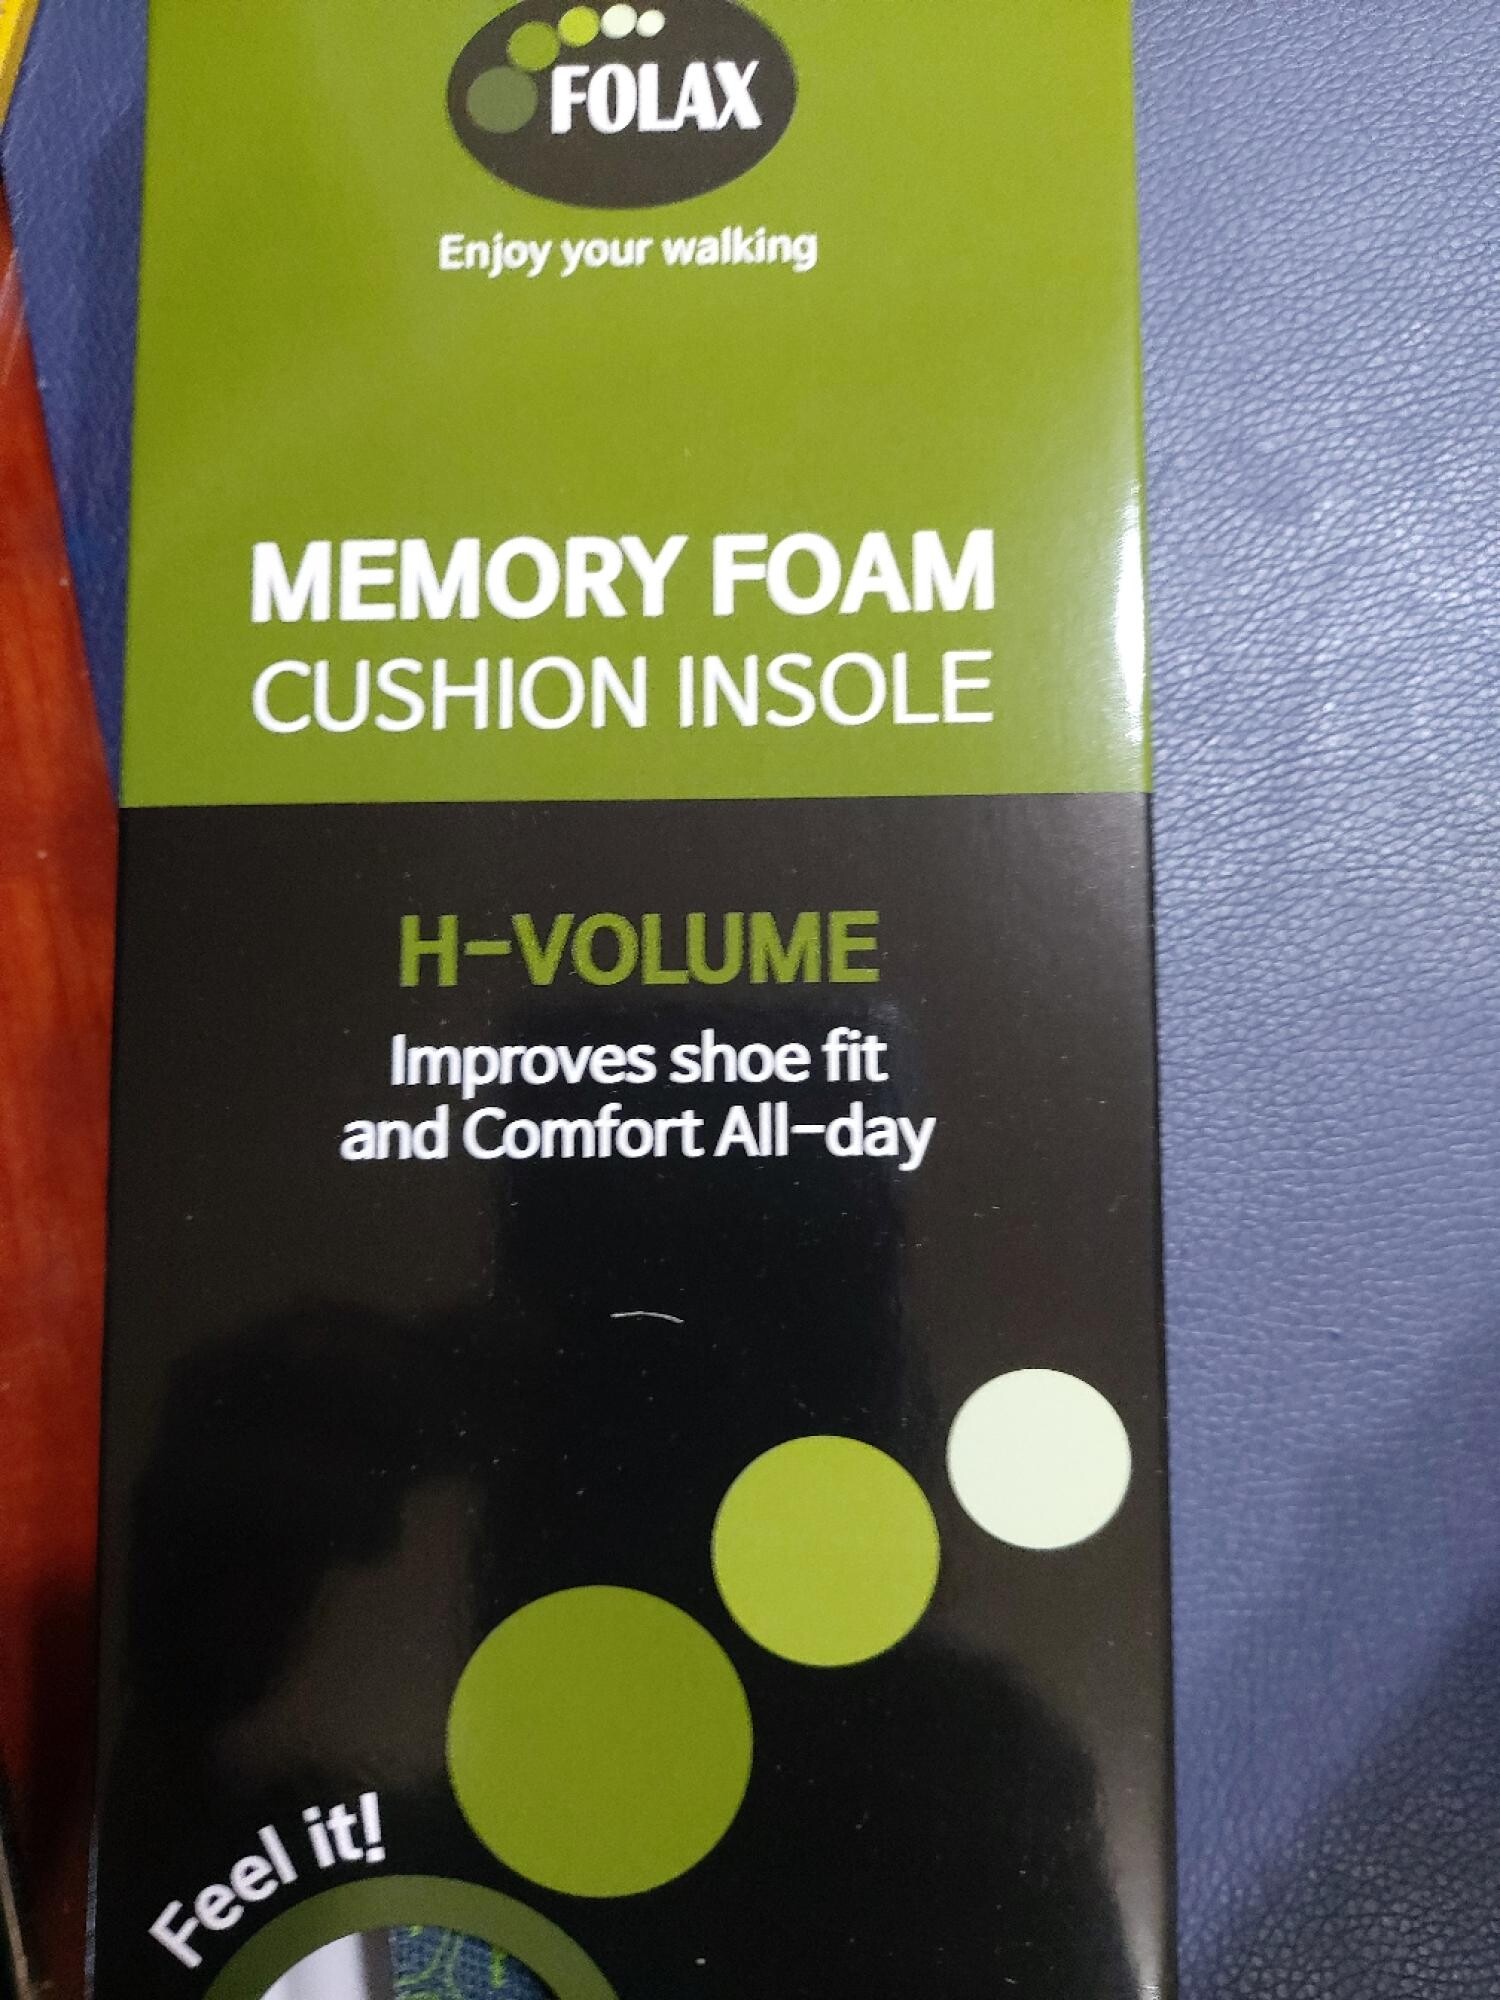 FOLAX
Enjoy your walking
MEMORY FOAM
CUSHION INSOLE
H-VOLUME
Improves shoe fit
and Comfort All-day
Feel it!